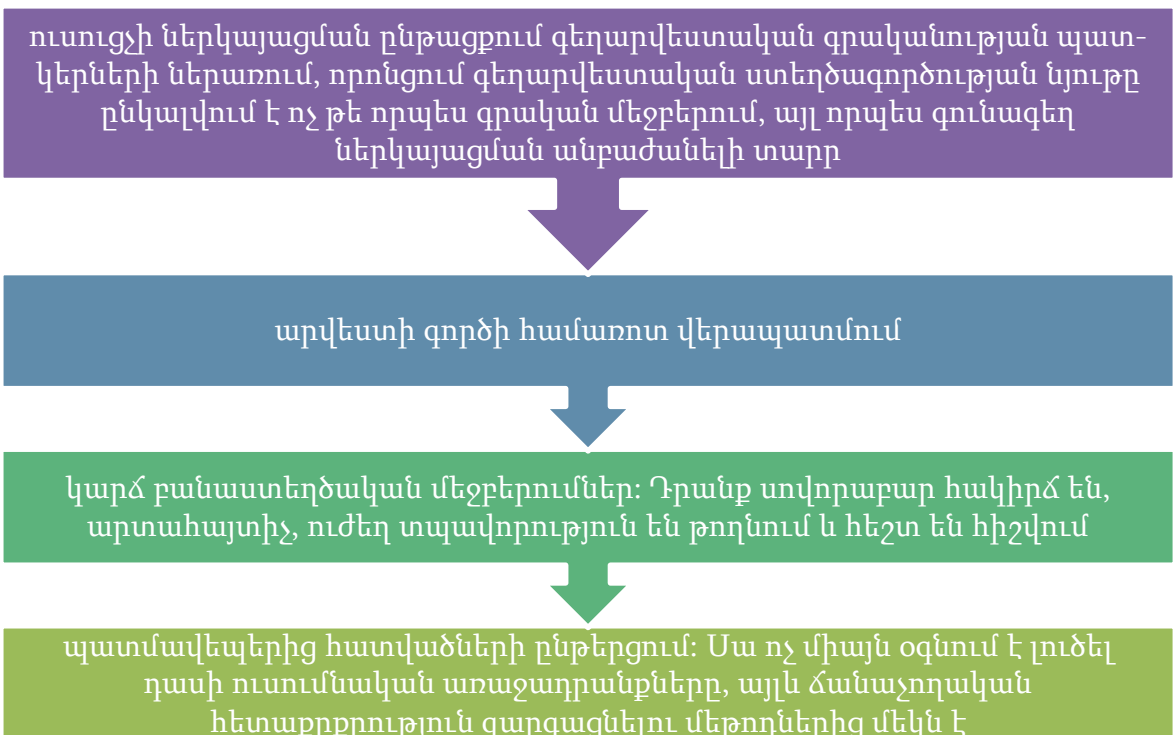 ուսուցչի ներկայացման ընթացքում գեղարվեստական գրականության պատ-
կերների ներառում, որոնցում գեղարվեստական ստեղծագործության նյութը
ընկալվում է ոչ թե որպես գրական մեջբերում, այլ որպես գունագեղ
ներկայացման անբաժանելի տարր
արվեստի գործի համառոտ վերապատմում
կարճ բանաստեղծական մեջբերումներ: Դրանք սովորաբար հակիրճ են,
արտահայտիչ, ուժեղ տպավորություն են թողնում և հեշտ են հիշվում
պատմավեպերից հատվածների ընթերցում: Սա ոչ միայն օգնում է լուծել
դասի ուսումնական առաջադրանքները, այլև ճանաչողական
հետաքրքրություն զարգացնելու մեթոդներից մեկն է